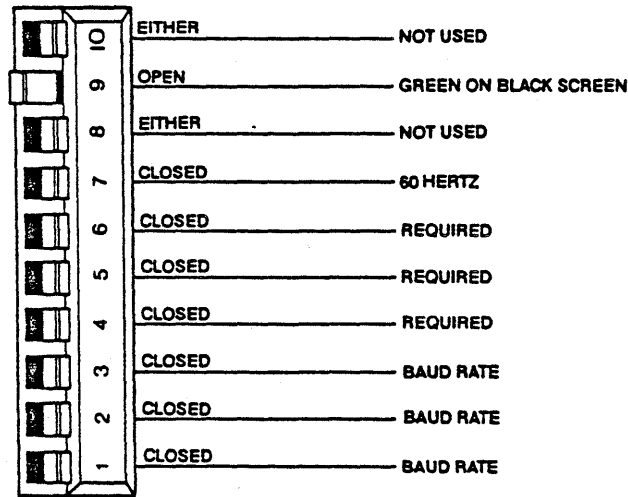 10 EITHER NOT USED
9 OPEN GREEN ON BLACK SCREEN
8 EITHER NOT USED
7 CLOSED 60 HERTZ
6 CLOSED REQUIRED
5 CLOSED REQUIRED
4 CLOSED REQUIRED
3 CLOSED BAUD RATE
2 CLOSED BAUD RATE
1 CLOSED BAUD RATE